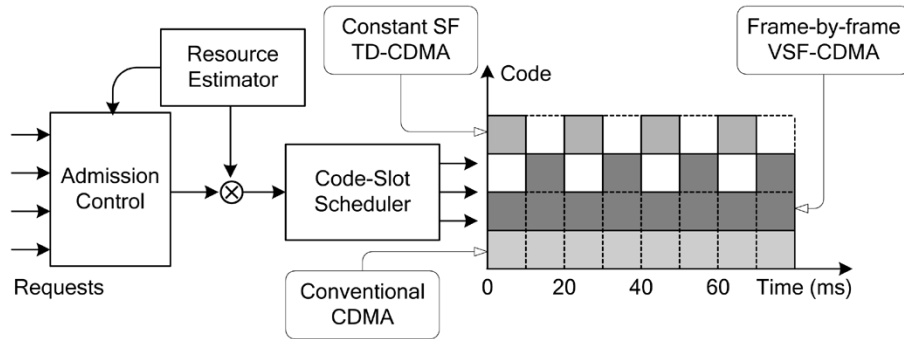 Resource
Estimator
Constant SF
TD-CDMA
Frame-by-frame
VSF-CDMA
Code
Admission
Control
Code-Slot
Scheduler
Requests
Conventional
CDMA
0 20 40 60 Time (ms)